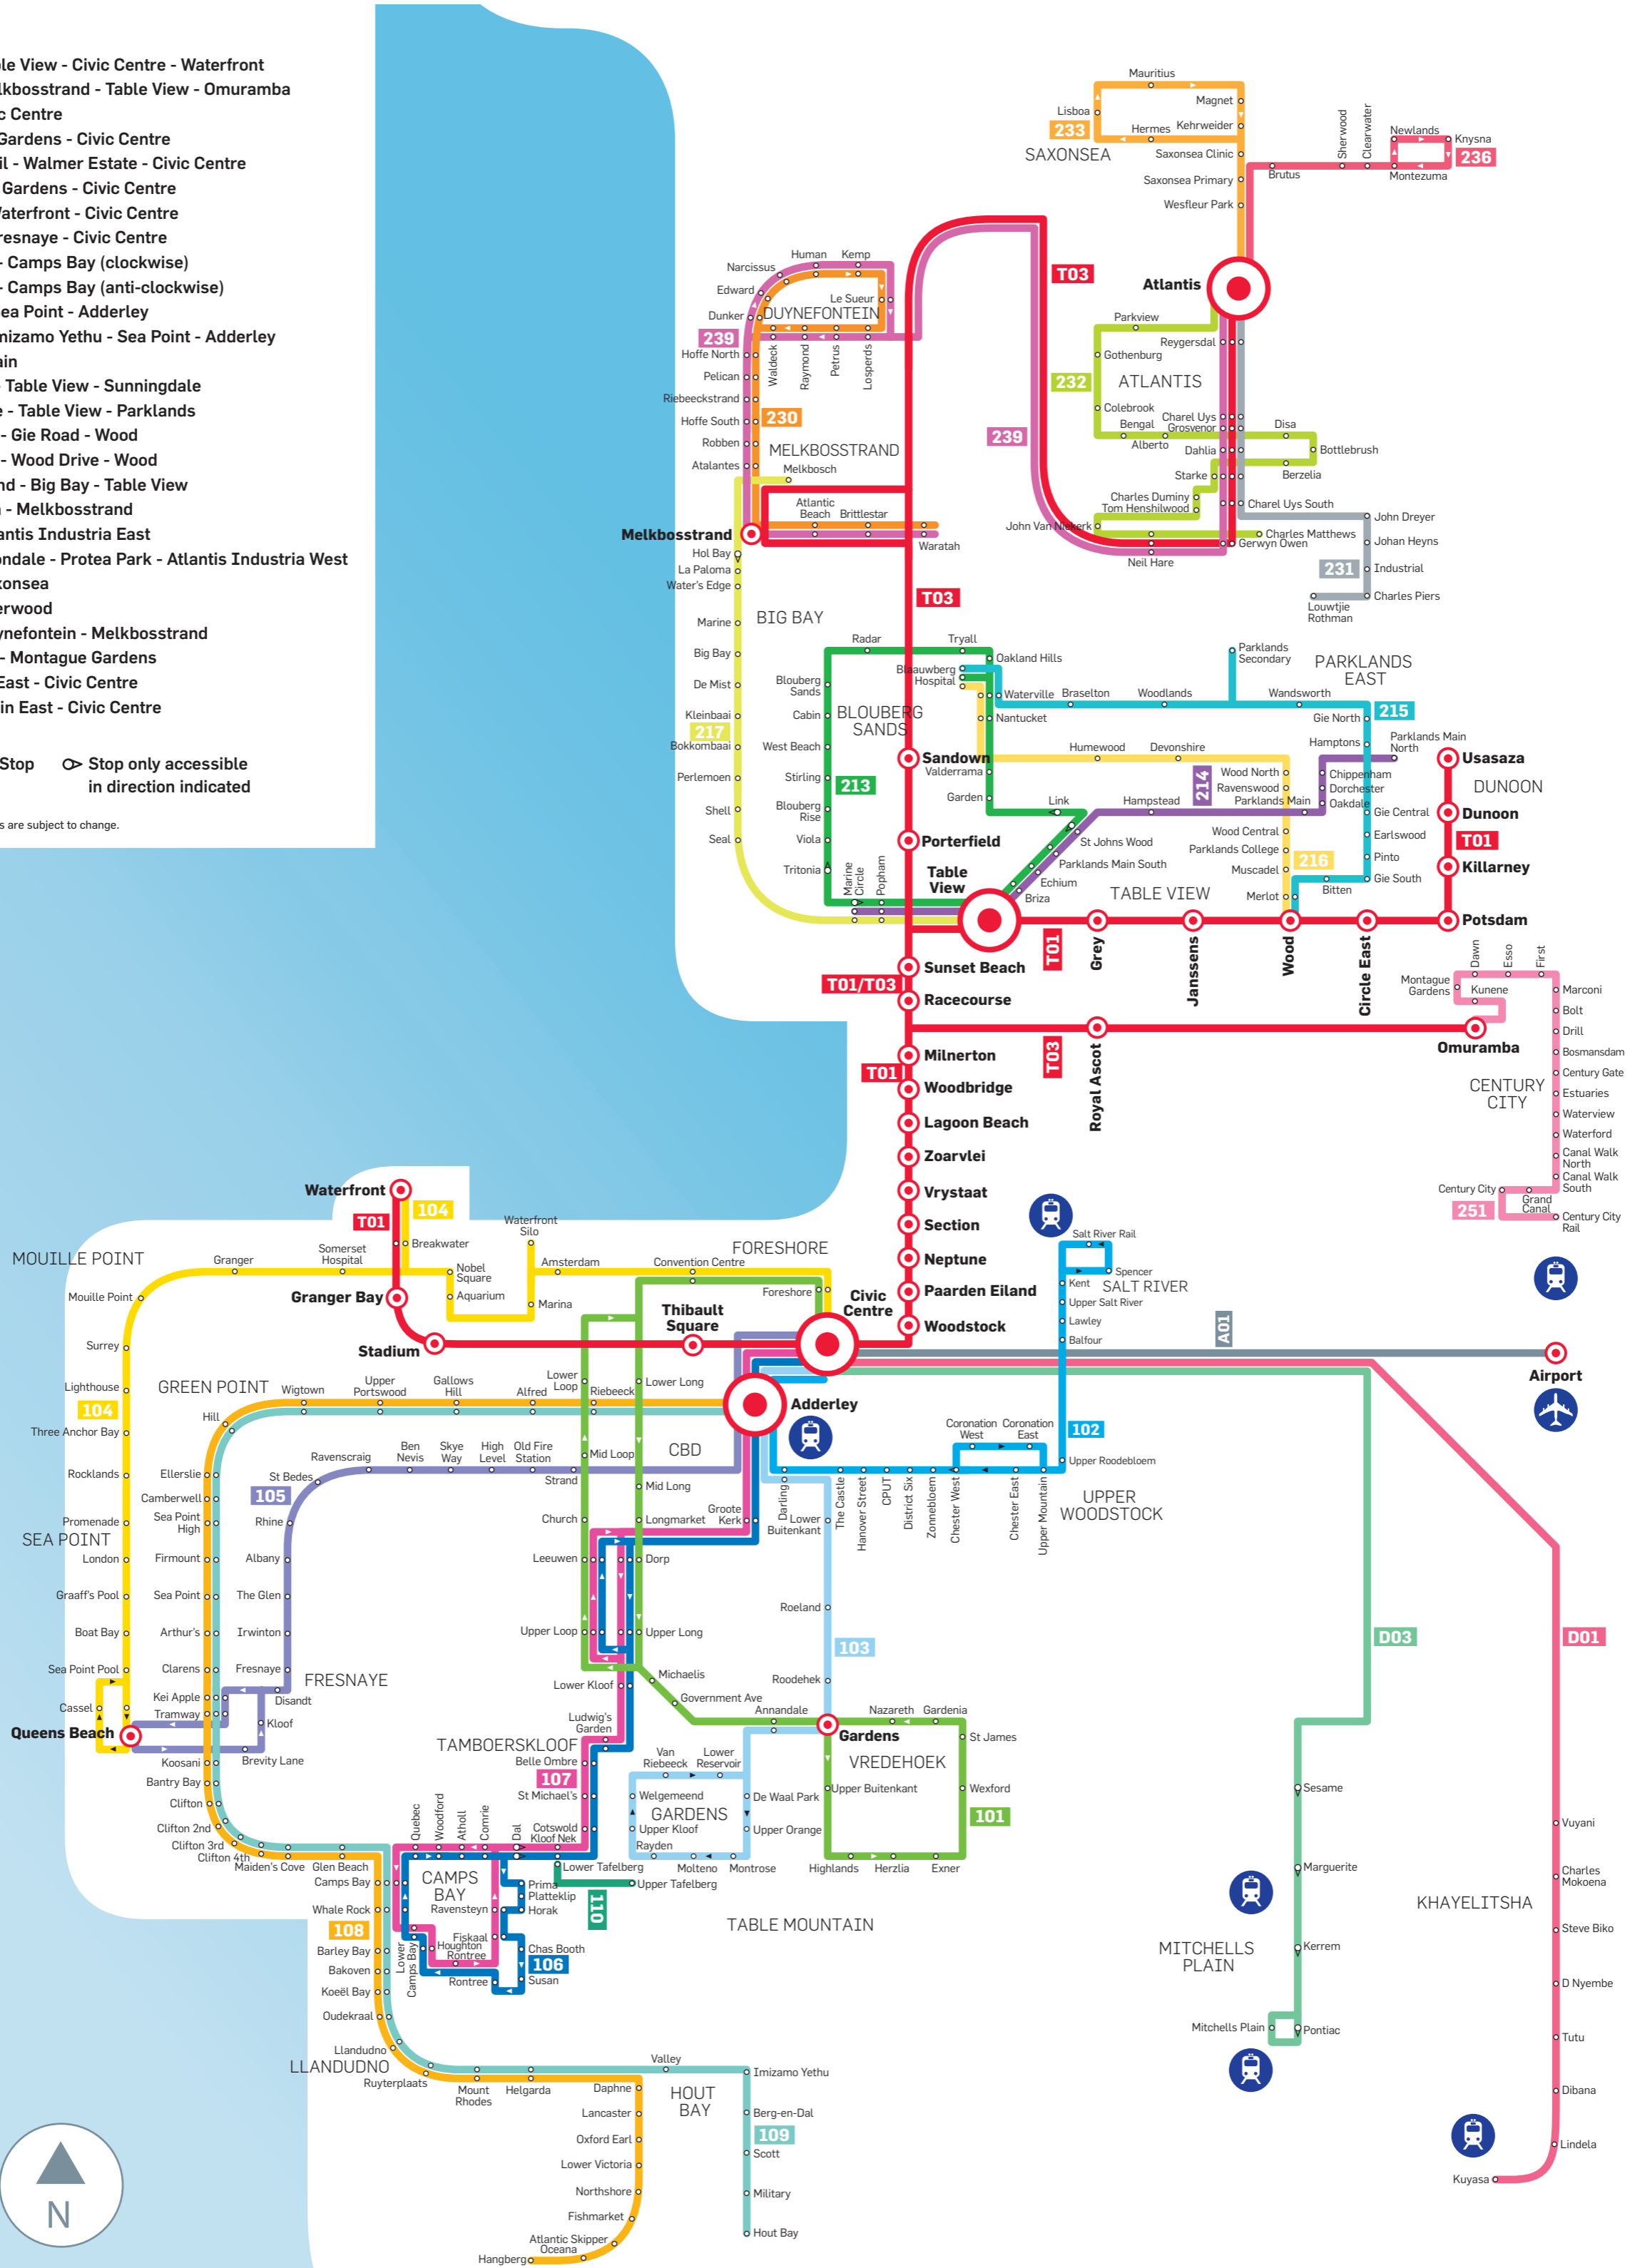 le View - Civic Centre - Waterfront
lkbosstrand - Table View - Omuramba
c Centre
Gardens - Civic Centre
il - Walmer Estate - Civic Centre
Gardens - Civic Centre
Waterfront - Civic Centre
resnaye - Civic Centre
- Camps Bay (clockwise)
- Camps Bay (anti-clockwise)
Sea Point - Adderley
mizamo Yethu - Sea Point - Adderley
ain
- Table View - Sunningdale
e - Table View - Parklands
- Gie Road - Wood
- Wood Drive - Wood
nd - Big Bay - Table View
- Melkbosstrand
lantis Industria East
ondale - Protea Park - Atlantis Industria West
xonsea
erwood
ynefontein - Melkbosstrand
- Montague Gardens
East - Civic Centre
in East - Civic Centre
Stop
Stop only accessible
in direction indicated
s are subject to change.
Mauritius
Lisboa
Magnet
233
Hermes
Kehrweider
SAXONSEA
Saxonsea Clinic
Saxonsea Primary
Wesfleur Park
Brutus
Sherwood
Clearwater
Newlands
Knysna
236
Montezuma
Atlantis
T03
Human
Kemp
Narcissus
Edward
Le Sueur
Dunker
DUYNEFONTEIN
239
Hoffe North
Waldeck
Raymond
Petrus
Losperds
Pelican
Riebeeckstrand
Hoffe South
230
Robben
MELKBOSSTRAND
Atalantes
Melkbosch
Atlantic
Beach
Brittlestar
Melkbosstrand
Waratah
Parkview
Reygersdal
Gothenburg
232
ATLANTIS
Colebrook
Charel Uys
Grosvenor
Bengal
Alberto
Disa
239
Dahlia
Bottlebrush
Starke
Berzelia
Charles Duminy
Tom Henshilwood
Charel Uys South
John Van Niekerk
Charles Matthews
John Dreyer
Gerwyn Owen
Johan Heyns
Neil Hare
231
Industrial
Louwtjie
Rothman
Charles Piers
Hol Bay
La Paloma
Water's Edge
T03
Marine
BIG BAY
Big Bay
De Mist
Kleinbaai
217
Bokkombaai
Perlemoen
Shell
Seal
Radar
Tryall
Oakland Hills
Blaauwberg
Hospital
Blouberg
Sands
Waterville
Braselton
Woodlands
Parklands
Secondary
PARKLANDS
EAST
Wandsworth
Cabin
BLOUBERG
SANDS
Nantucket
Gie North
215
West Beach
Sandown
Humewood
Devonshire
Hamptons
Parklands Main
North
Usasaza
Stirling
213
Valderrama
214
Wood North
Chippenham
DUNOON
Ravenswood
Dorchester
Garden
Link
Hampstead
Parklands Main
Oakdale
Blouberg
Rise
Gie Central
Dunoon
Viola
Porterfield
St Johns Wood
Wood Central
Earlswood
T01
Parklands College
216
Pinto
Parklands Main South
Muscadel
Killarney
Tritonia
Marine
Circle
Popham
Table
View
Echium
TABLE VIEW
Bitten
Gie South
Briza
Merlot
Potsdam
Sunset Beach
T01
Grey
Janssens
Wood
Circle East
T01/T03
Racecourse
Dawn
Esso
First
Montague
Gardens
Kunene
Marconi
Bolt
Omuramba
Drill
T03
Royal Ascot
Milnerton
T01
Bosmansdam
Century Gate
CENTURY
CITY
Woodbridge
Estuaries
Lagoon Beach
Waterview
Waterford
Zoarvlei
Canal Walk
North
Canal Walk
South
Vrystaat
Century City
Grand
Canal
251
Century City
Rail
Section
Neptune
Paarden Eiland
Woodstock
Waterfront
T01
104
Breakwater
Waterfront
Silo
FORESHORE
MOUILLE POINT
Granger
Somerset
Hospital
Nobel
Square
Amsterdam
Convention Centre
Aquarium
Marina
Foreshore
Mouille Point
Granger Bay
Thibault
Square
Civic
Centre
Stadium
Surrey
Salt River Rail
Spencer
Kent
SALT RIVER
Upper Salt River
Lawley
Balfour
A01
Airport
Lighthouse
104
Three Anchor Bay
GREEN POINT
Wigtown
Upper
Portswood
Gallows
Hill
Alfred
Lower
Loop
Riebeeck
Lower Long
Adderley
Hill
Coronation
West
Coronation
East
102
Ravenscraig
Ben
Nevis
Skye
Way
High
Level
Old Fire
Station
Mid Loop
CBD
Upper Roodebloem
Rocklands
Ellerslie
St Bedes
Strand
105
Mid Long
Camberwell
Promenade
Sea Point
High
Rhine
Church
Longmarket
Groote
Kerk
Darling
Lower
Buitenkant
The Castle
Hanover Street
CPUT
District Six
Zonnebloem
Chester West
Chester East
Upper Mountain
UPPER
WOODSTOCK
SEA POINT
London
Firmount
Albany
Leeuwen
Dorp
Graaff's Pool
Sea Point
The Glen
Roeland
Boat Bay
Arthur's
Irwinton
Upper Loop
Upper Long
103
D03
D01
Sea Point Pool
Clarens
Fresnaye
FRESNAYE
Michaelis
Roodehek
Lower Kloof
Cassel
Kei Apple
Disandt
Government Ave
Tramway
Kloof
Annandale
Nazareth
Gardenia
Queens Beach
Ludwig's
Garden
Gardens
St James
Koosani
Brevity Lane
TAMBOERSKLOOF
Belle Ombre
Van
Riebeeck
Lower
Reservoir
VREDEHOEK
Bantry Bay
107
Clifton
St Michael's
Welgemeend
De Waal Park
Upper Buitenkant
Wexford
Sesame
Clifton 2nd
GARDENS
101
Clifton 3rd
Quebec
Woodford
Atholl
Comrie
Dal
Cotswold
Kloof Nek
Upper Kloof
Upper Orange
Vuyani
Clifton 4th
Rayden
Maiden's Cove
Glen Beach
Lower Tafelberg
Molteno
Montrose
Highlands
Herzlia
Exner
Marguerite
Camps Bay
CAMPS
BAY
Prima
Platteklip
Upper Tafelberg
Charles
Mokoena
Whale Rock
Ravensteyn
Horak
110
108
TABLE MOUNTAIN
KHAYELITSHA
Fiskaal
Steve Biko
Barley Bay
Lower
Camps Bay
Houghton
Rontree
Chas Booth
Kerrem
106
MITCHELLS
PLAIN
Bakoven
Rontree
Susan
D Nyembe
Koeël Bay
Oudekraal
Mitchells Plain
Pontiac
Tutu
Llandudno
LLANDUDNO
Valley
Ruyterplaats
Imizamo Yethu
Mount
Rhodes
Helgarda
Daphne
HOUT
BAY
Dibana
Lancaster
Berg-en-Dal
109
Oxford Earl
Scott
Lindela
Lower Victoria
Kuyasa
Northshore
Military
Fishmarket
Hout Bay
Atlantic Skipper
Oceana
Hangberg
N